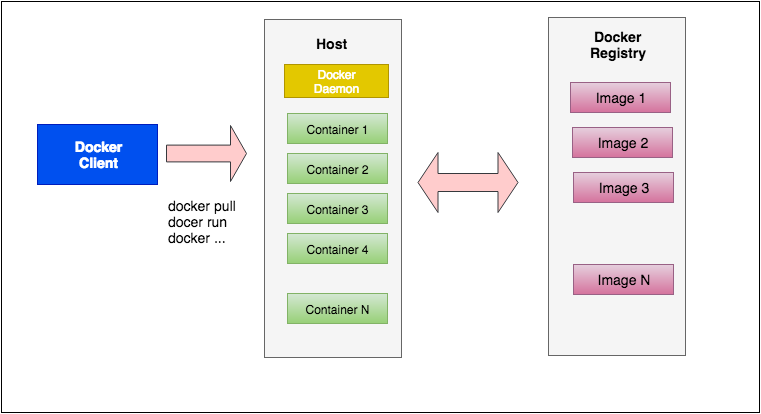 Docker
Client
docker pull
docer run
docker ...
Host
Docker
Daemon
Container 1
Container 2
Container 3
Container 4
Container N
Docker
Registry
Image 1
Image 2
Image 3
Image N